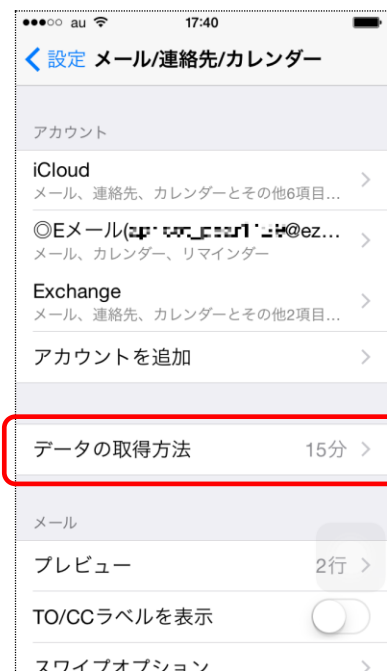 au 17:40
設定 メール/連絡先/カレンダー
アカウント
iCloud
メール、連絡先、カレンダーとその他6項目...
◎Eメール(@ez...
メール、カレンダー、リマインダー
Exchange
メール、連絡先、カレンダーとその他2項目...
アカウントを追加
データの取得方法 15分
メール
プレビュー 2行
TO/CCラベルを表示
スワイプオプション